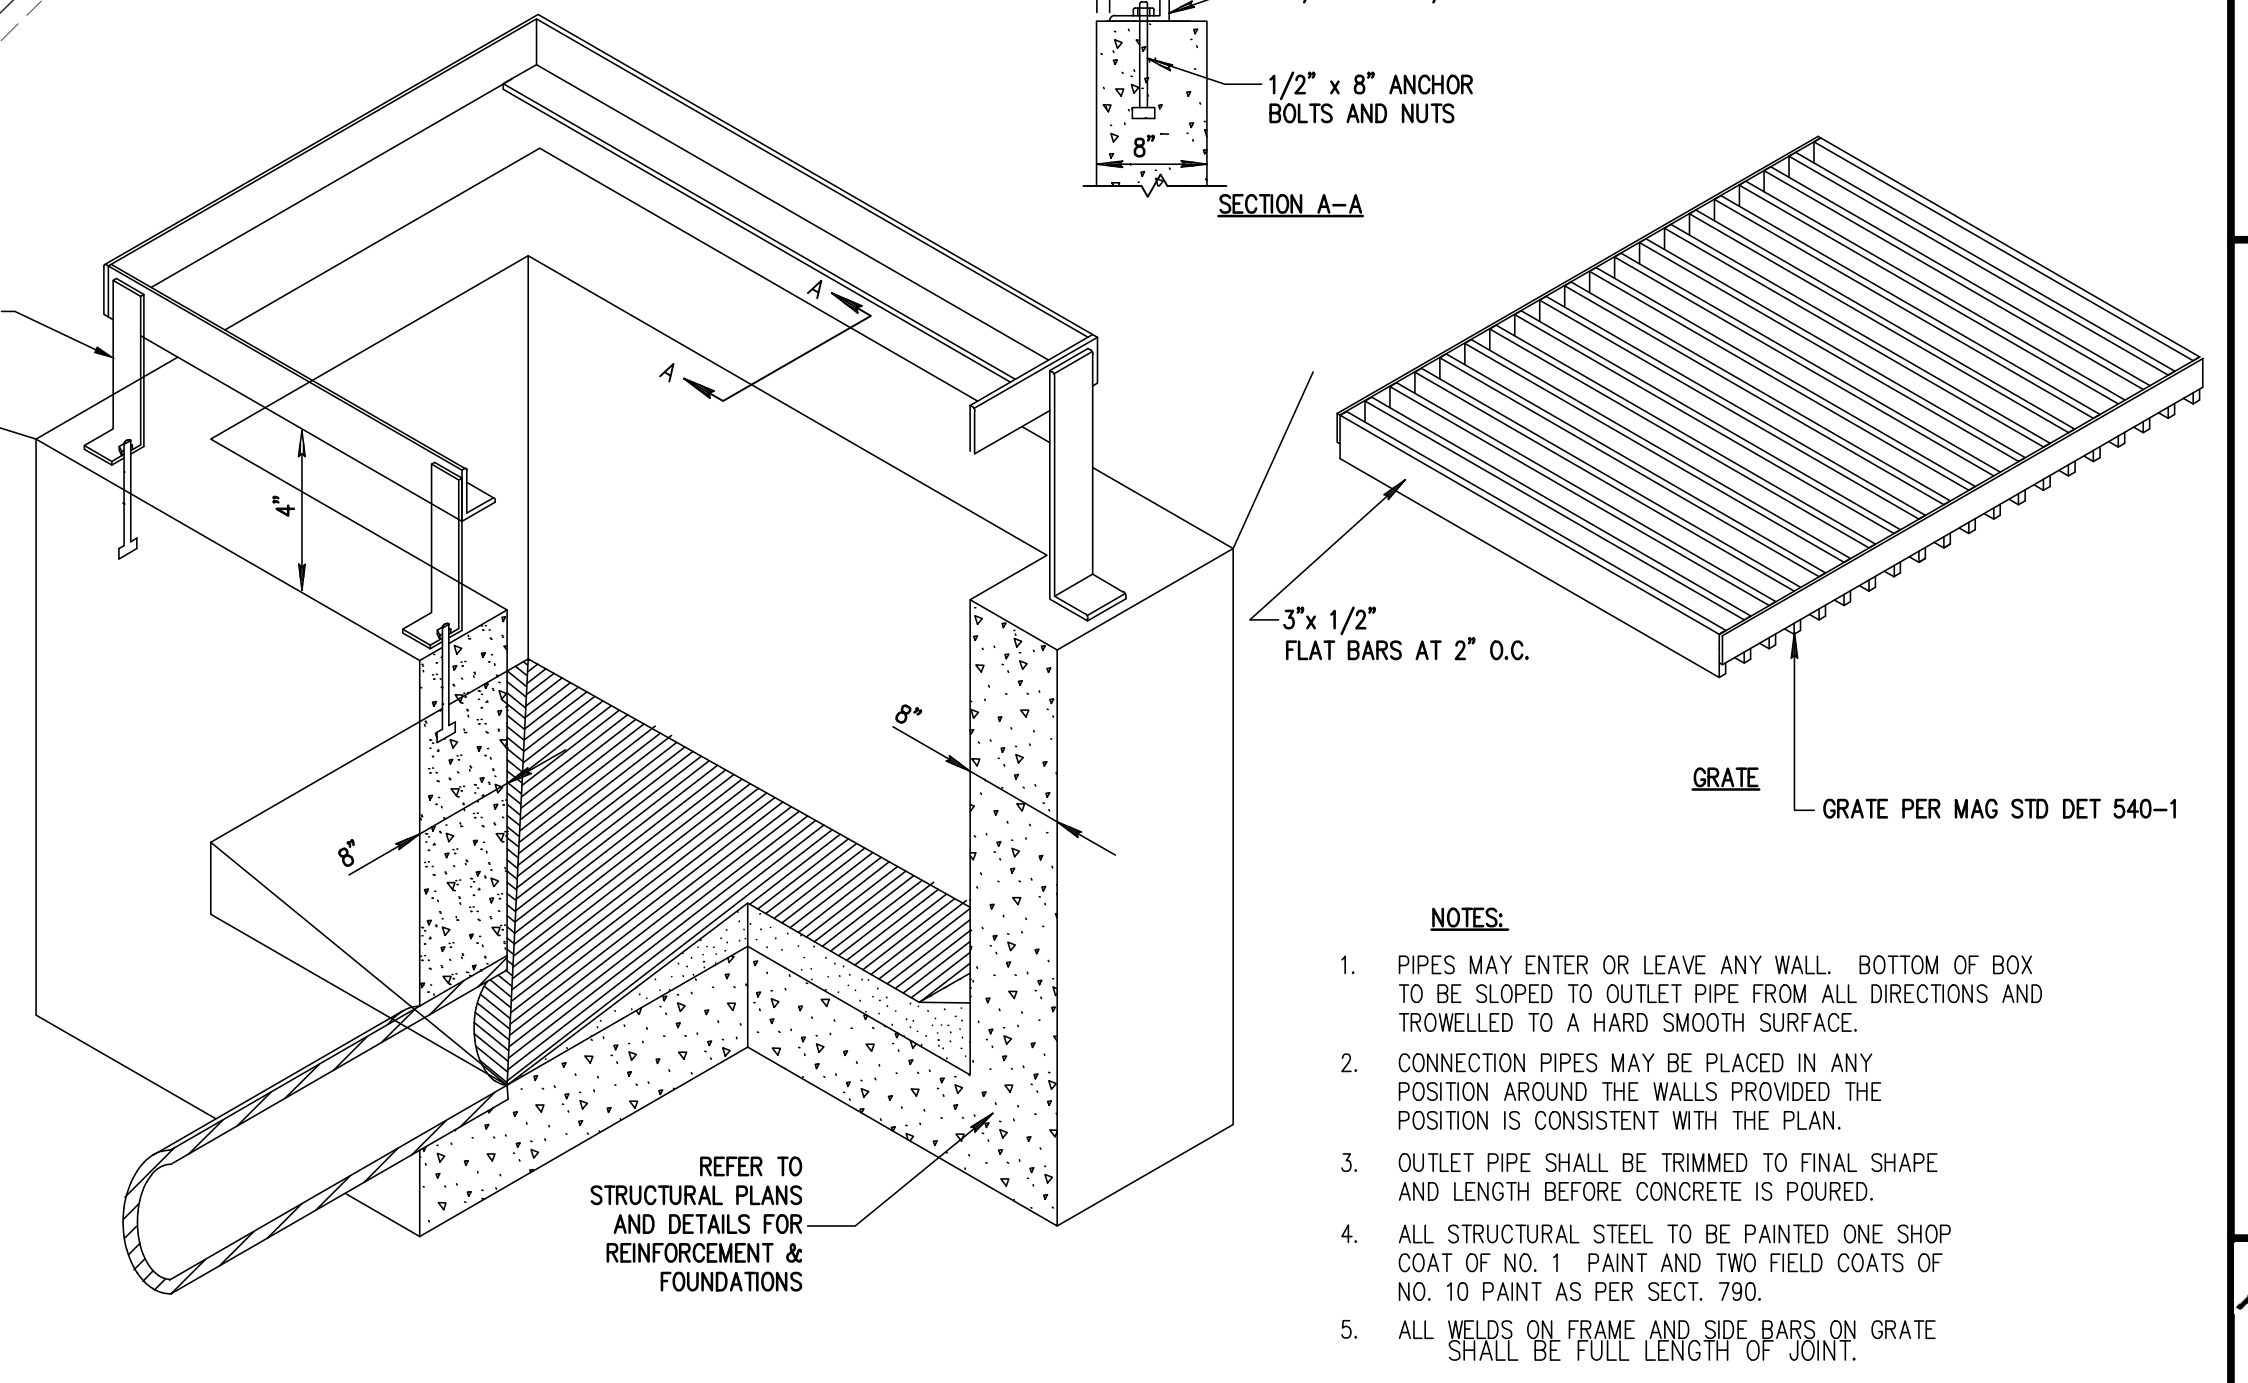 1/2" x 8" ANCHOR
BOLTS AND NUTS
8"
SECTION A-A
A
A
4"
8"
8"
3"x 1/2"
FLAT BARS AT 2" O.C.
GRATE
GRATE PER MAG STD DET 540-1
REFER TO
STRUCTURAL PLANS
AND DETAILS FOR
REINFORCEMENT &
FOUNDATIONS
NOTES:
1. PIPES MAY ENTER OR LEAVE ANY WALL. BOTTOM OF BOX
TO BE SLOPED TO OUTLET PIPE FROM ALL DIRECTIONS AND
TROWELLED TO A HARD SMOOTH SURFACE.
2. CONNECTION PIPES MAY BE PLACED IN ANY
POSITION AROUND THE WALLS PROVIDED THE
POSITION IS CONSISTENT WITH THE PLAN.
3. OUTLET PIPE SHALL BE TRIMMED TO FINAL SHAPE
AND LENGTH BEFORE CONCRETE IS POURED.
4. ALL STRUCTURAL STEEL TO BE PAINTED ONE SHOP
COAT OF NO. 1 PAINT AND TWO FIELD COATS OF
NO. 10 PAINT AS PER SECT. 790.
5. ALL WELDS ON FRAME AND SIDE BARS ON GRATE
SHALL BE FULL LENGTH OF JOINT.